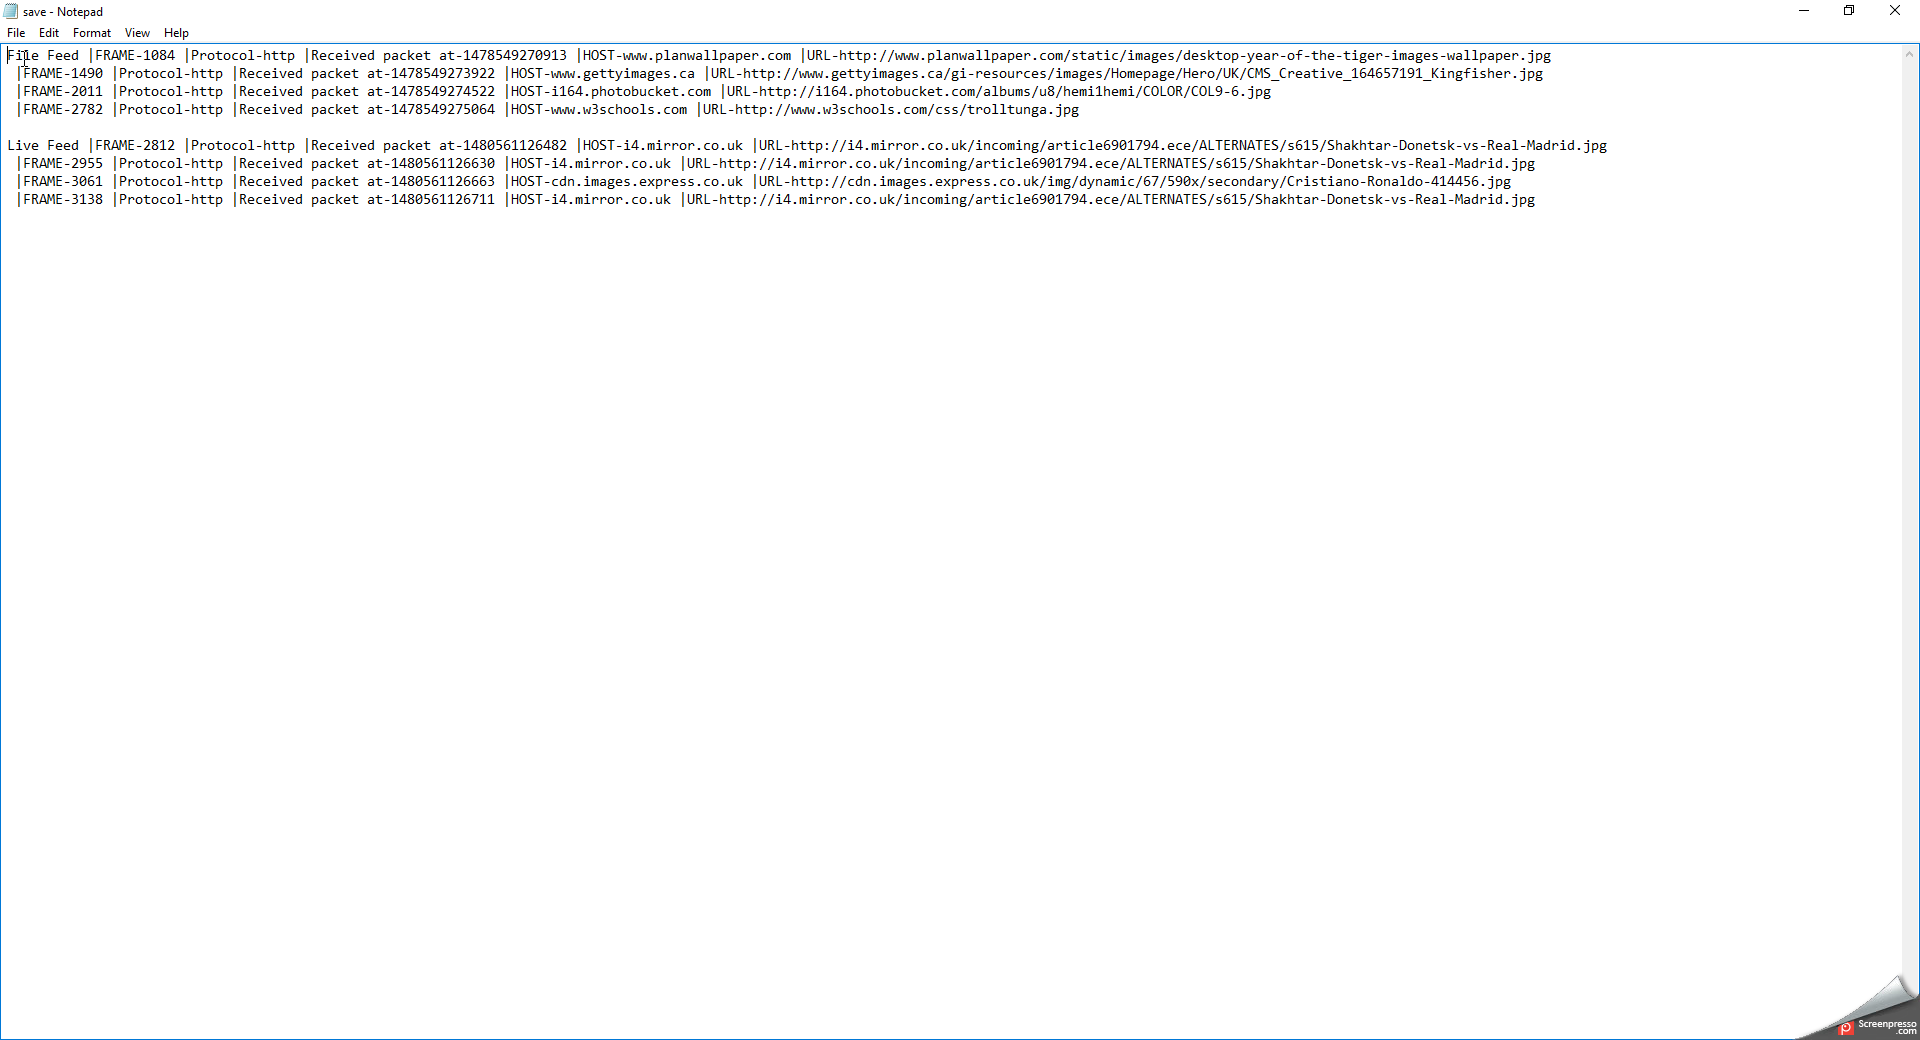 save - Notepad
File Edit Format View Help
File Feed |FRAME-1084 |Protocol-http |Received packet at-1478549270913 |HOST-www.planwallpaper.com |URL-http://www.planwallpaper.com/static/images/desktop-year-of-the-tiger-images-wallpaper.jpg
|FRAME-1490 |Protocol-http |Received packet at-1478549273922 |HOST-www.gettyimages.ca |URL-http://www.gettyimages.ca/gi-resources/images/Homepage/Hero/UK/CMS_Creative_164657191_Kingfisher.jpg
|FRAME-2011 |Protocol-http |Received packet at-1478549274522 |HOST-i164.photobucket.com |URL-http://i164.photobucket.com/albums/u8/hemi1hemi/COLOR/COL9-6.jpg
|FRAME-2782 |Protocol-http |Received packet at-1478549275064 |HOST-www.w3schools.com |URL-http://www.w3schools.com/css/trolltunga.jpg
Live Feed |FRAME-2812 |Protocol-http |Received packet at-1480561126482 |HOST-i4.mirror.co.uk |URL-http://i4.mirror.co.uk/incoming/article6901794.ece/ALTERNATES/s615/Shakhtar-Donetsk-vs-Real-Madrid.jpg
|FRAME-2955 |Protocol-http |Received packet at-1480561126630 |HOST-i4.mirror.co.uk |URL-http://i4.mirror.co.uk/incoming/article6901794.ece/ALTERNATES/s615/Shakhtar-Donetsk-vs-Real-Madrid.jpg
|FRAME-3061 |Protocol-http |Received packet at-1480561126663 |HOST-cdn.images.express.co.uk |URL-http://cdn.images.express.co.uk/img/dynamic/67/590x/secondary/Cristiano-Ronaldo-414456.jpg
|FRAME-3138 |Protocol-http |Received packet at-1480561126711 |HOST-i4.mirror.co.uk |URL-http://i4.mirror.co.uk/incoming/article6901794.ece/ALTERNATES/s615/Shakhtar-Donetsk-vs-Real-Madrid.jpg
Screenpresso
.com